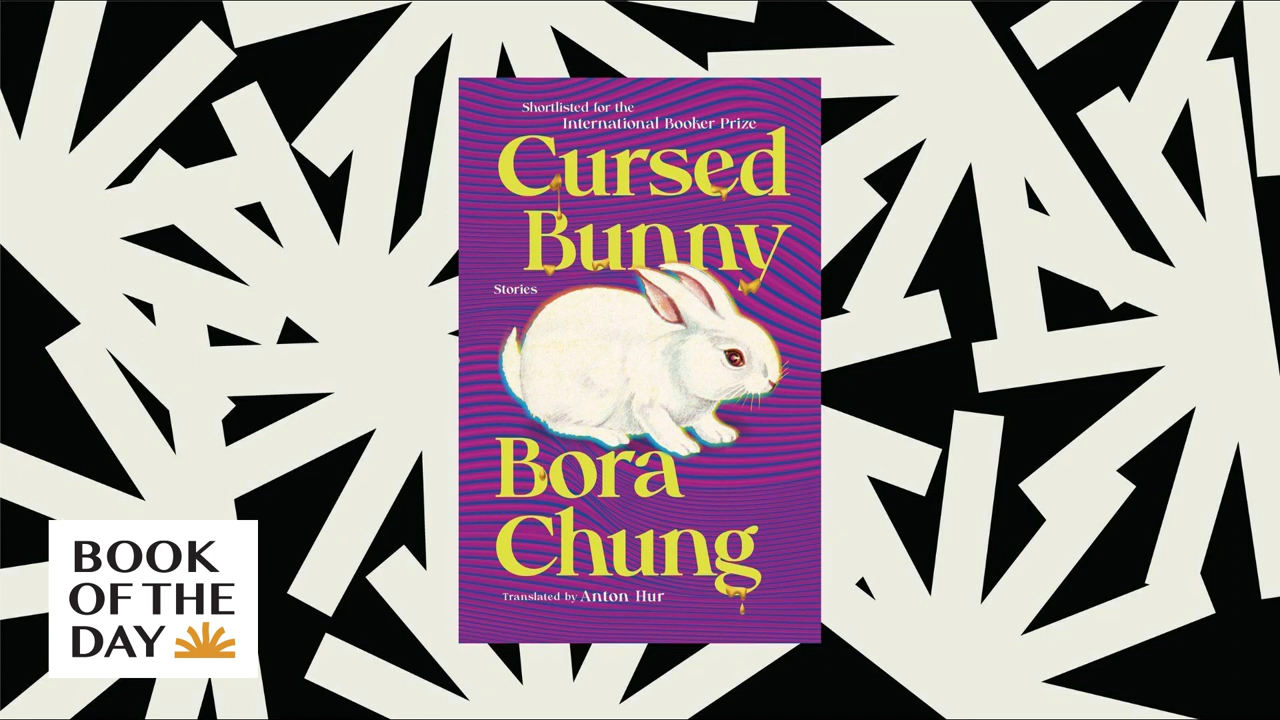 Shortlisted for the
International Booker Prize
Cursed
Bunny
Stories
Bora
Chung
Translated by Anton Hur
BOOK
OF THE
DAY